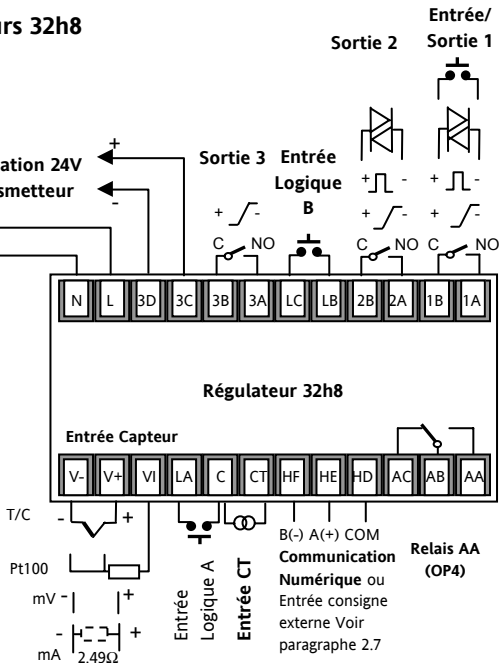 urs 32h8
Entrée/
Sortie 2 Sortie 1
+
ation 24V Sortie 3 Entrée
smetteur Logique
- B
+ - + -
+ - + - + -
C NO C NO C NO
N L 3D 3C 3B 3A LC LB 2B 2A 1B 1A
Régulateur 32h8
Entrée Capteur
V- V+ VI LA C CT HF HE HD AC AB AA
T/C - +
Pt100
mV - +
mA - + 2.49Ω
Entrée
Logique A
Entrée CT
B(-) A(+) COM
Communication
Numérique ou
Entrée consigne
externe Voir
paragraphe 2.7
Relais AA
(OP4)